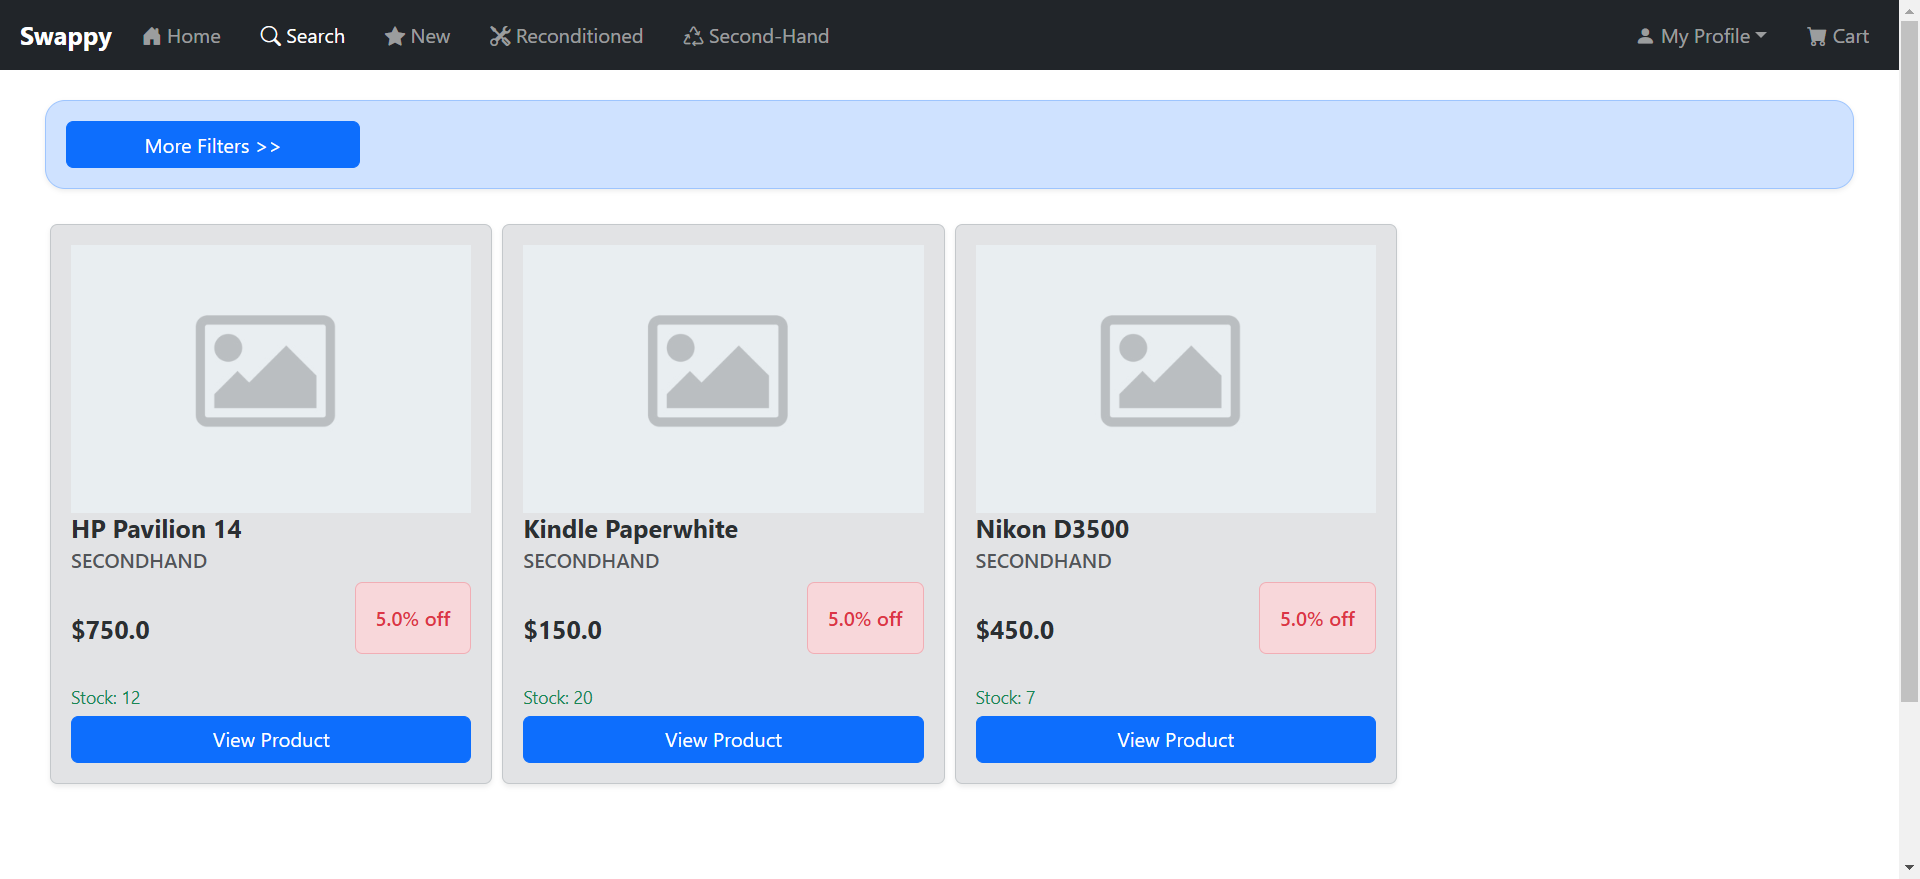 Swappy Home Search New Reconditioned Second-Hand My Profile Cart
More Filters >>
HP Pavilion 14
SECONDHAND
$750.0
5.0% off
Stock: 12
View Product
Kindle Paperwhite
SECONDHAND
$150.0
5.0% off
Stock: 20
View Product
Nikon D3500
SECONDHAND
$450.0
5.0% off
Stock: 7
View Product